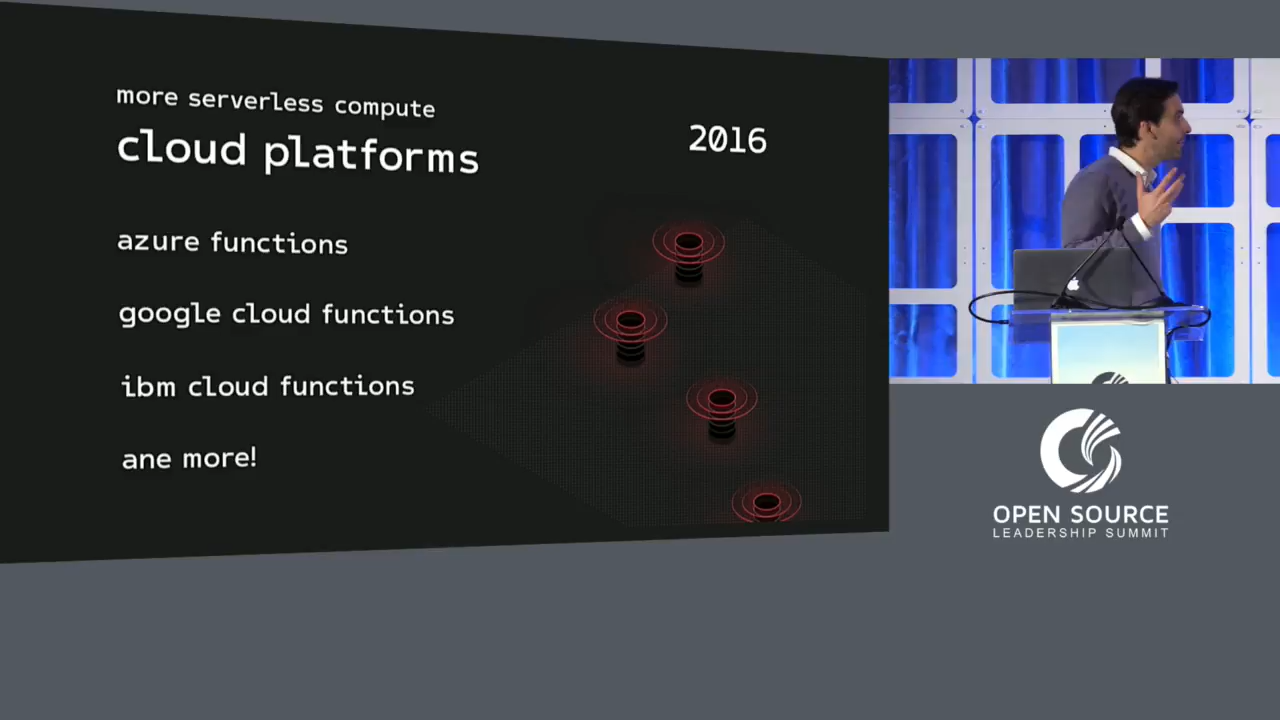 more serverless compute
cloud platforms
2016
azure functions
google cloud functions
ibm cloud functions
ane more!
OPEN SOURCE
LEADERSHIP SUMMIT